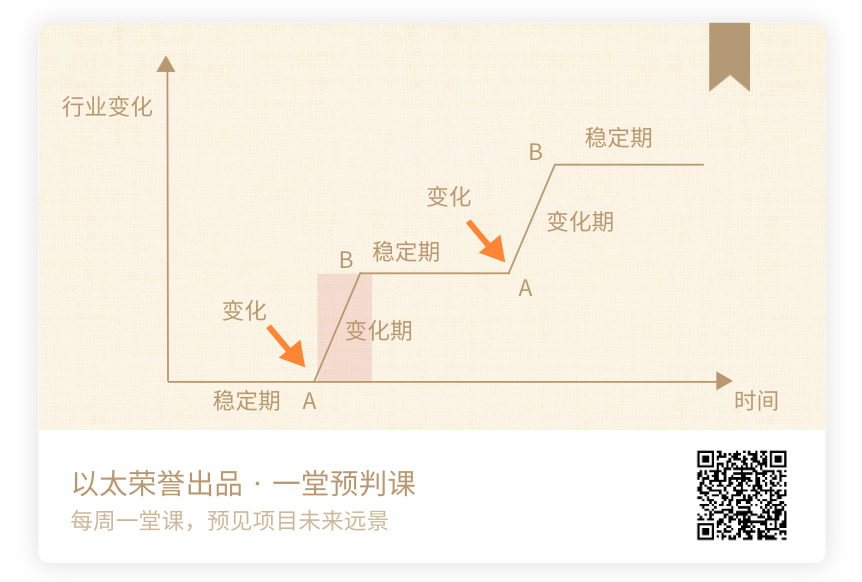 行业变化
B
稳定期
变化
变化期
B
稳定期
A
变化
变化期
稳定期
A
时间
以太荣誉出品 · 一堂预判课
每周一堂课，预见项目未来远景